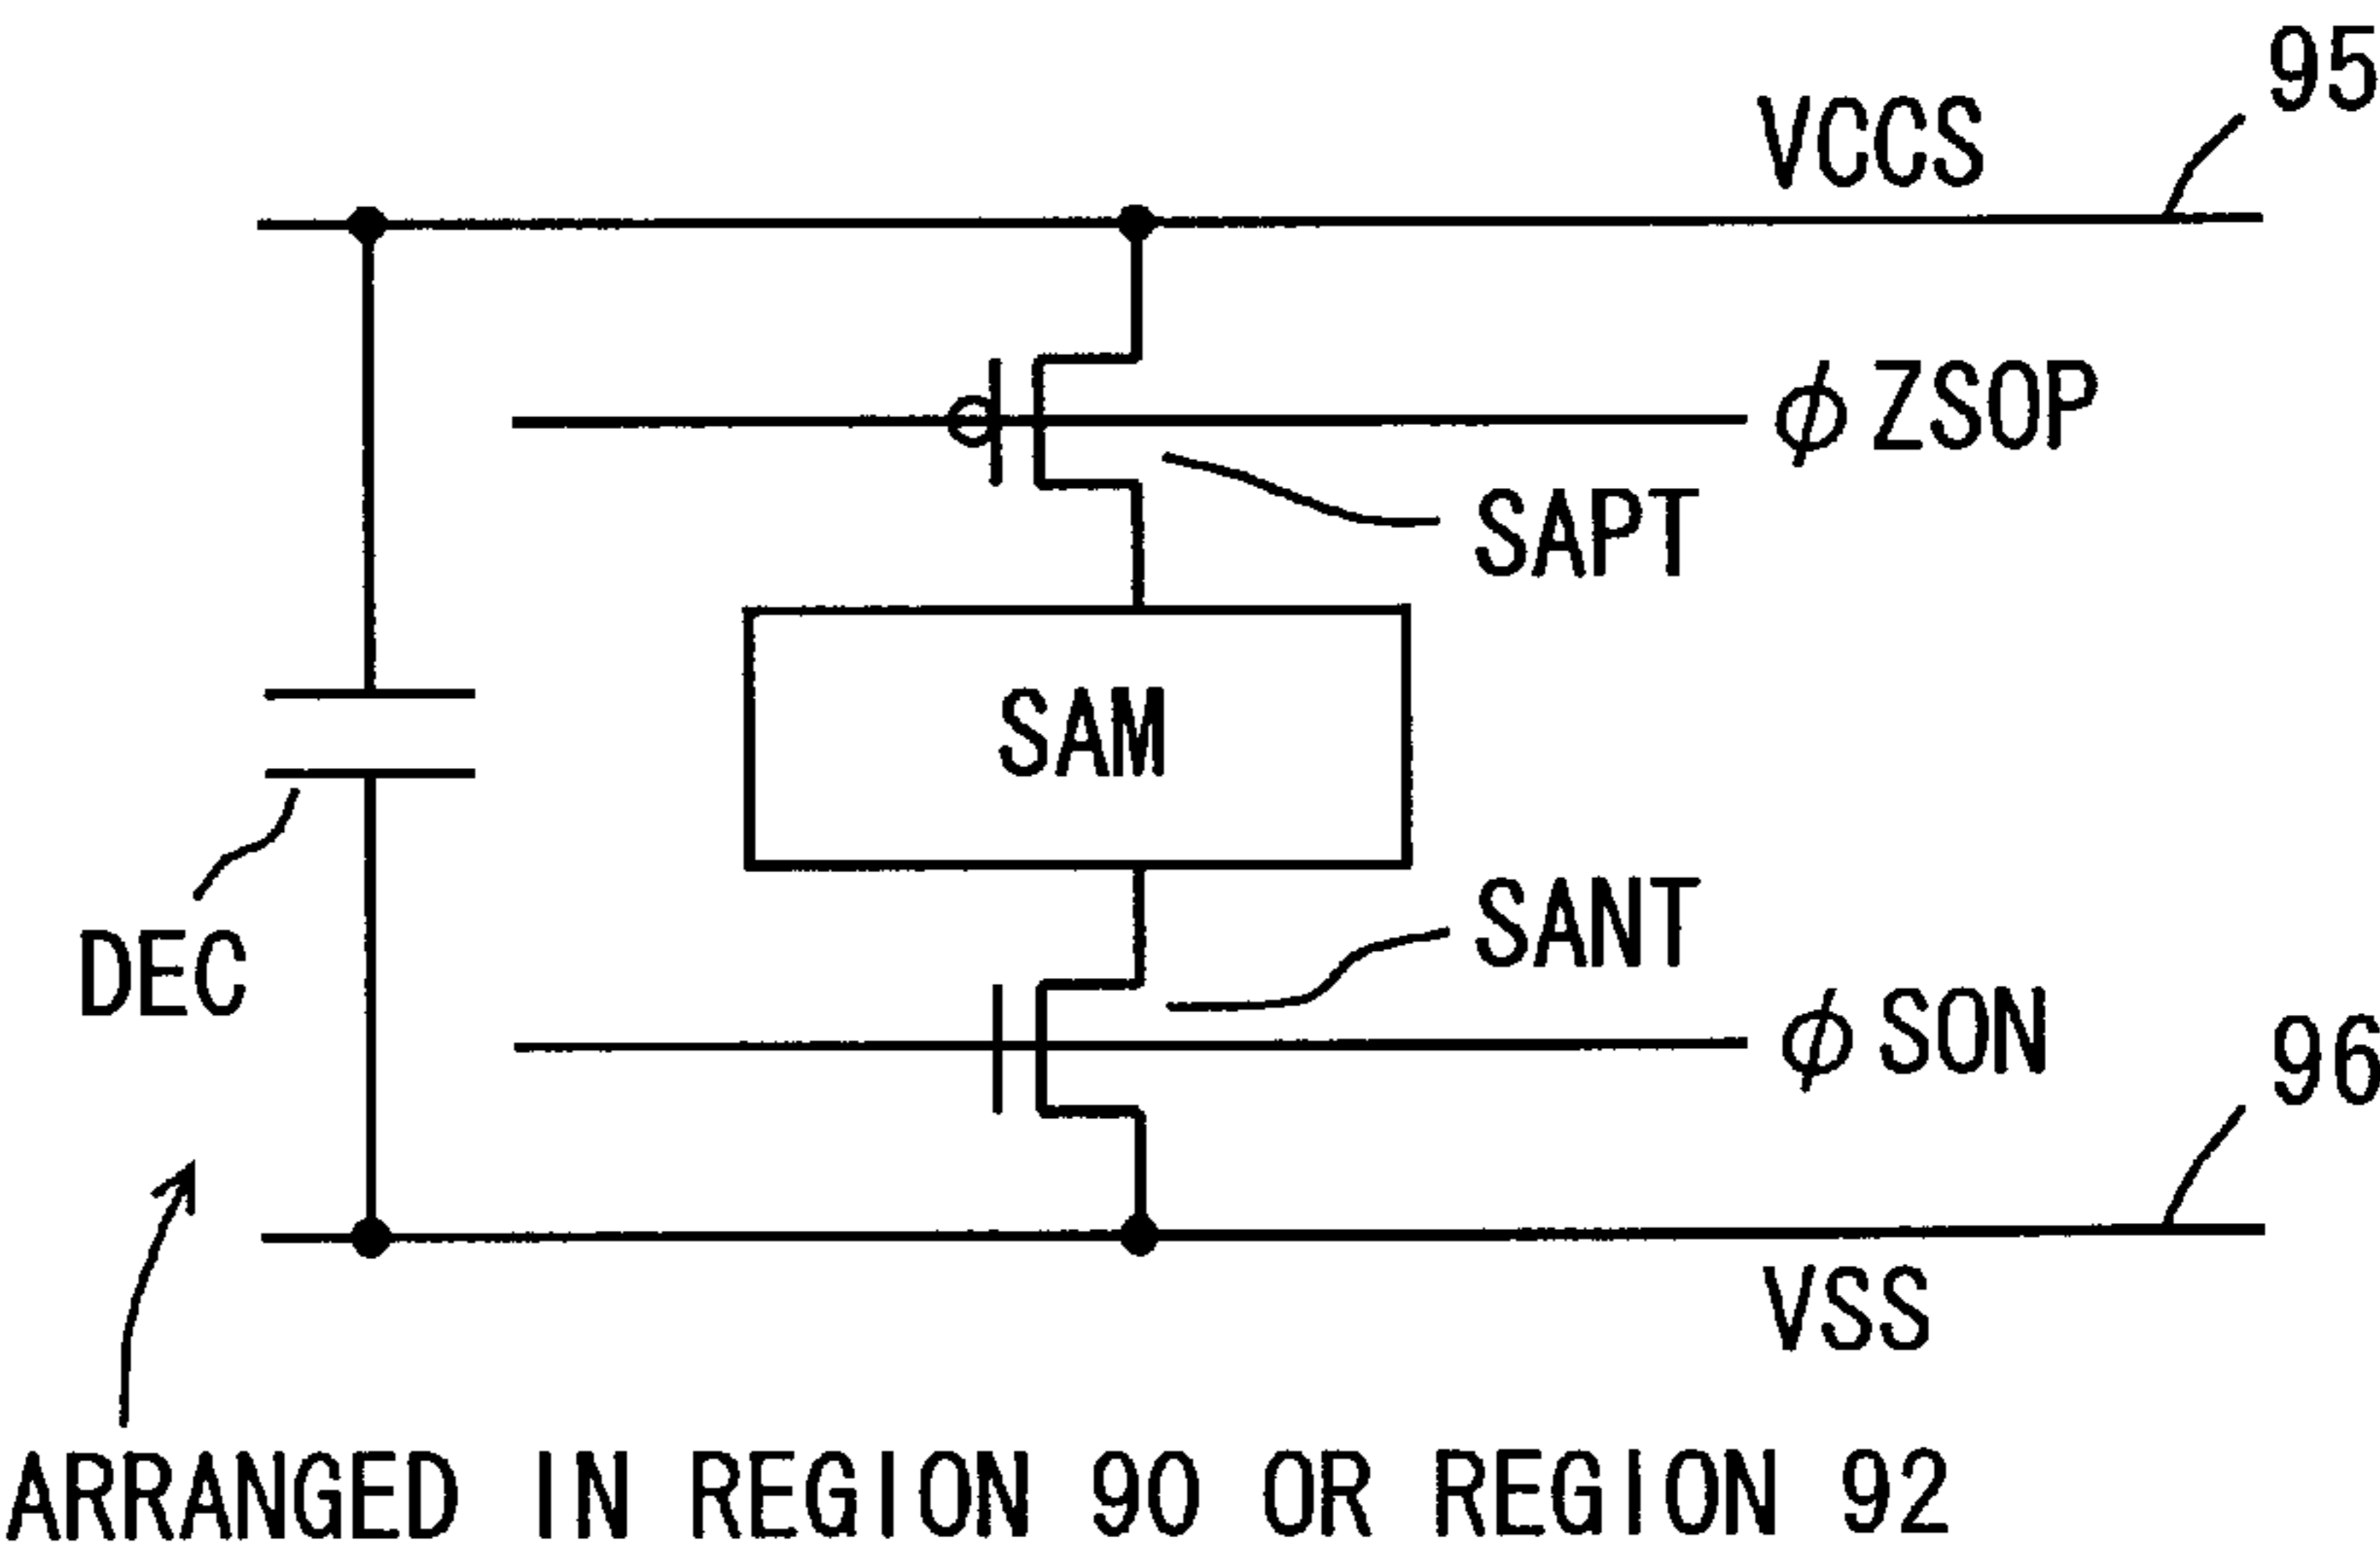 95
VCCS
φZSOP
SAPT
SAM
SANT
DEC
φSON
96
VSS
ARRANGED IN REGION 90 OR REGION 92